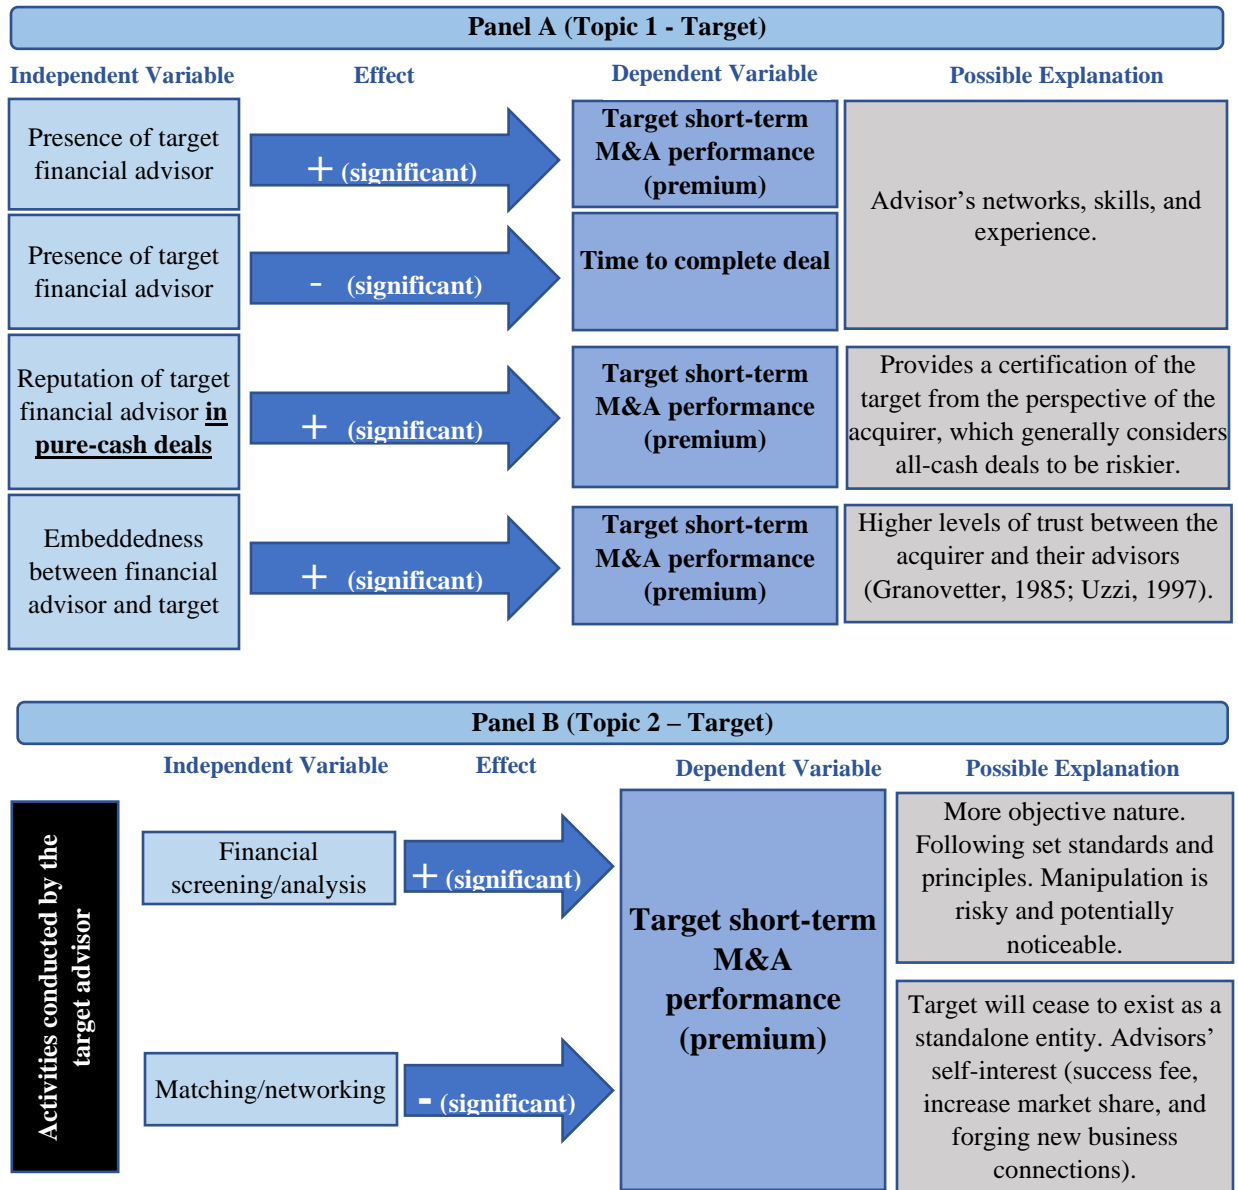 Panel A (Topic 1 - Target)
Independent Variable
Effect
Dependent Variable
Possible Explanation
Presence of target
financial advisor
+ (significant)
Target short-term
M&A performance
(premium)
Advisor’s networks, skills, and
experience.
Presence of target
financial advisor
- (significant)
Time to complete deal
Reputation of target
financial advisor in
pure-cash deals
+ (significant)
Target short-term
M&A performance
(premium)
Provides a certification of the
target from the perspective of the
acquirer, which generally considers
all-cash deals to be riskier.
Embeddedness
between financial
advisor and target
+ (significant)
Target short-term
M&A performance
(premium)
Higher levels of trust between the
acquirer and their advisors
(Granovetter, 1985; Uzzi, 1997).
Panel B (Topic 2 – Target)
Independent Variable
Effect
Dependent Variable
Possible Explanation
Activities conducted by the
target advisor
Financial
screening/analysis
+ (significant)
Target short-term
M&A
performance
(premium)
More objective nature.
Following set standards and
principles. Manipulation is
risky and potentially
noticeable.
Matching/networking
- (significant)
Target will cease to exist as a
standalone entity. Advisors’
self-interest (success fee,
increase market share, and
forging new business
connections).